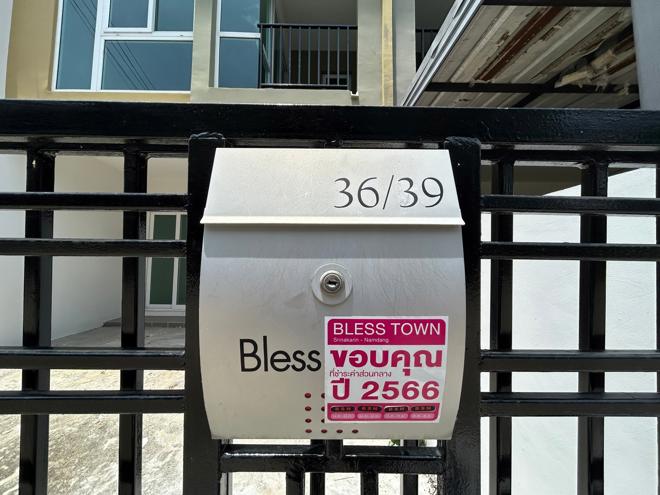 36/39
Bless
BLESS TOWN
Srinakarin - Namdang
ขอบคุณ
ที่ชำระค่าส่วนกลาง
ปี 2566